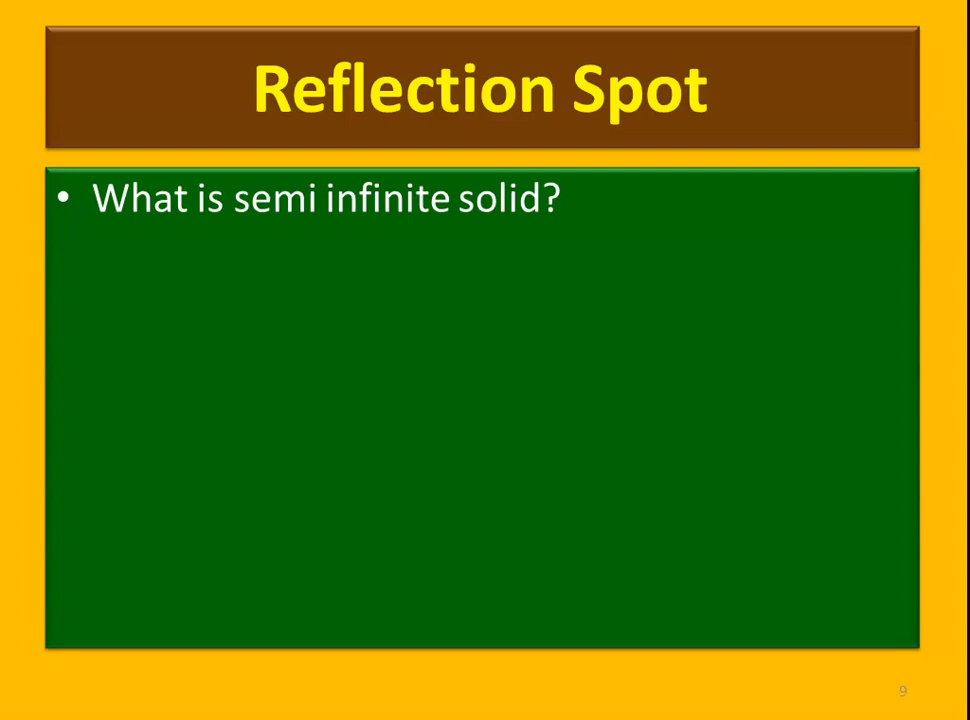 Reflection Spot
• What is semi infinite solid?
9